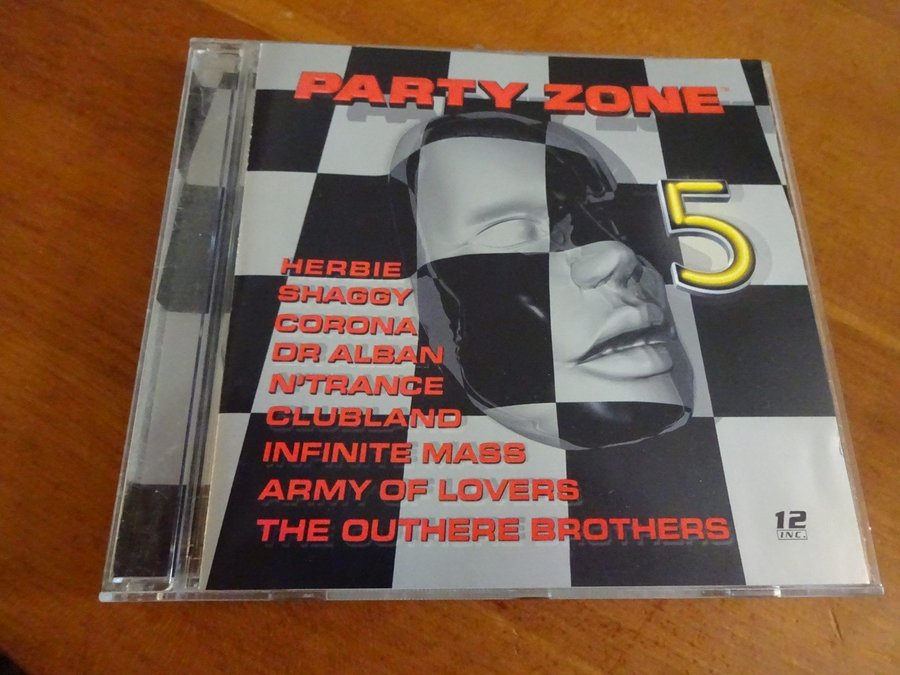 PARTY ZONE™
5
HERBIE
SHAGGY
CORONA
DR ALBAN
N'TRANCE
CLUBLAND
INFINITE MASS
ARMY OF LOVERS
THE OUTHERE BROTHERS
12
INC.